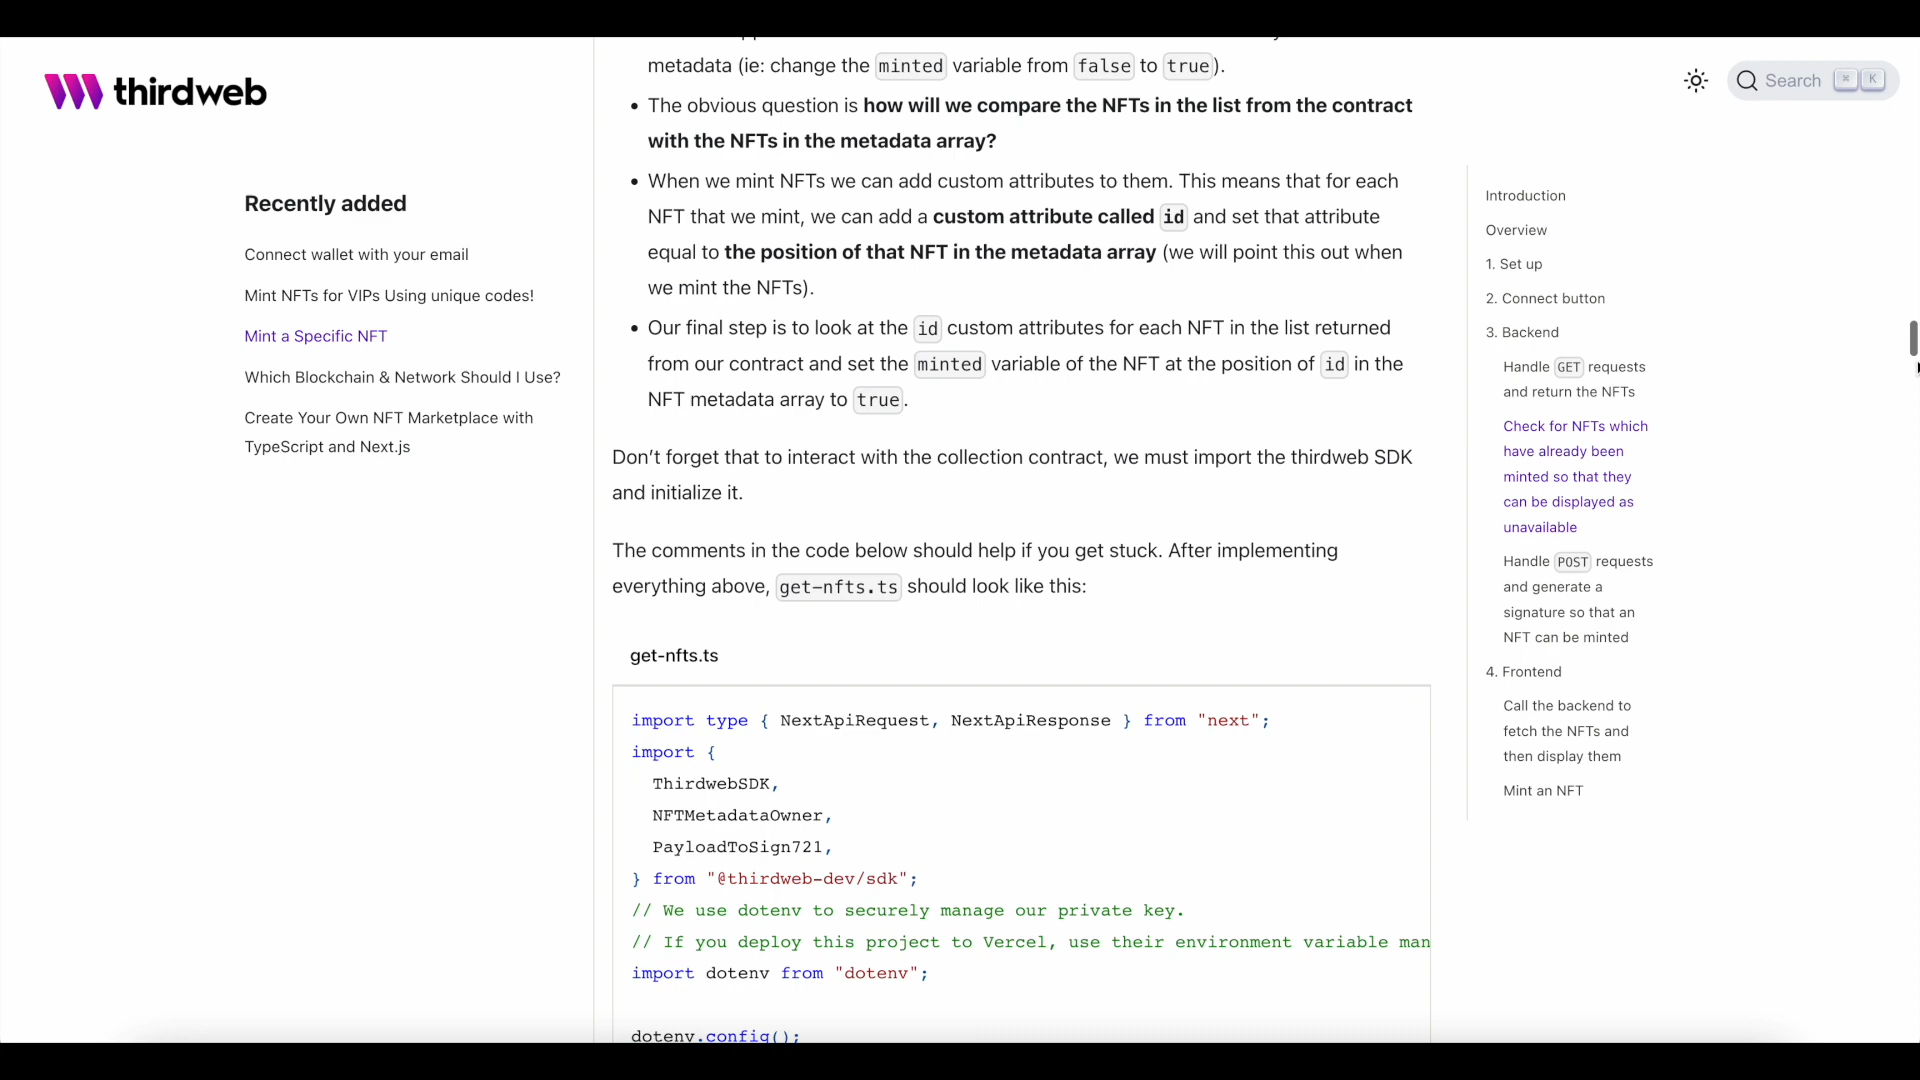 thirdweb
Search ⌘ K
Recently added
Connect wallet with your email
Mint NFTs for VIPs Using unique codes!
Mint a Specific NFT
Which Blockchain & Network Should I Use?
Create Your Own NFT Marketplace with
TypeScript and Next.js
metadata (ie: change the minted variable from false to true).
• The obvious question is how will we compare the NFTs in the list from the contract
with the NFTs in the metadata array?
• When we mint NFTs we can add custom attributes to them. This means that for each
NFT that we mint, we can add a custom attribute called id and set that attribute
equal to the position of that NFT in the metadata array (we will point this out when
we mint the NFTs).
• Our final step is to look at the id custom attributes for each NFT in the list returned
from our contract and set the minted variable of the NFT at the position of id in the
NFT metadata array to true.
Don’t forget that to interact with the collection contract, we must import the thirdweb SDK
and initialize it.
The comments in the code below should help if you get stuck. After implementing
everything above, get-nfts.ts should look like this:
get-nfts.ts
import type { NextApiRequest, NextApiResponse } from "next";
import {
ThirdwebSDK,
NFTMetadataOwner,
PayloadToSign721,
} from "@thirdweb-dev/sdk";
// We use dotenv to securely manage our private key.
// If you deploy this project to Vercel, use their environment variable man
import dotenv from "dotenv";
dotenv.config();
Introduction
Overview
1. Set up
2. Connect button
3. Backend
Handle GET requests
and return the NFTs
Check for NFTs which
have already been
minted so that they
can be displayed as
unavailable
Handle POST requests
and generate a
signature so that an
NFT can be minted
4. Frontend
Call the backend to
fetch the NFTs and
then display them
Mint an NFT